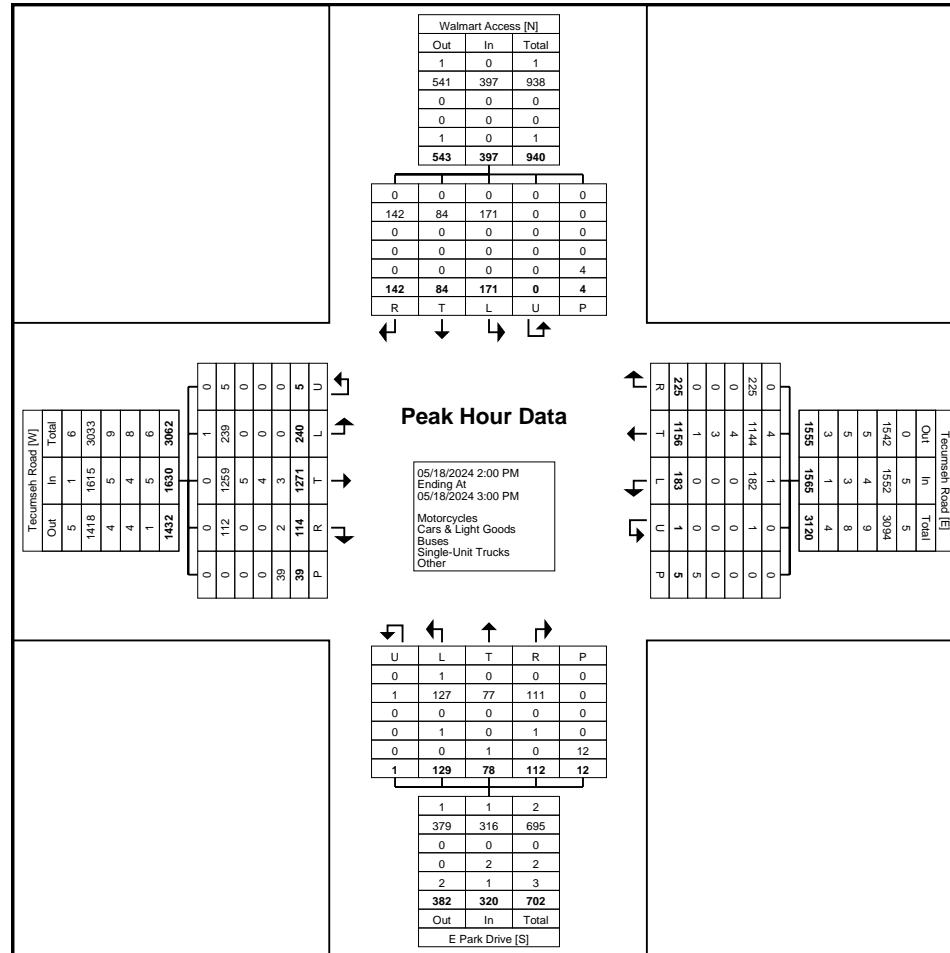 Walmart Access [N]
Out In Total
1 0 1
541 397 938
0 0 0
0 0 0
1 0 1
543 397 940
0 0 0 0 0
142 84 171 0 0
0 0 0 0 0
0 0 0 0 0
0 0 0 0 4
142 84 171 0 4
R T L U P
Tecumseh Road [W]
Total 6 3033 9 8 6 3062
In 1 1615 5 4 5 1630
Out 5 1418 4 4 1 1432
0 5 0 0 0 5 U
1 239 0 0 0 240 L
0 1259 5 4 3 1271 T
0 112 0 0 2 114 R
0 0 0 0 39 39 P
Peak Hour Data
05/18/2024 2:00 PM
Ending At
05/18/2024 3:00 PM
Motorcycles
Cars & Light Goods
Buses
Single-Unit Trucks
Other
R 225 0 0 0 225 0
T 1156 1 3 4 1144 4
L 183 0 0 0 182 1
U 1 0 0 0 1 0
P 5 5 0 0 0 0
1555 3 5 5 1542 0 Out
1565 1 3 4 1552 5 In
3120 4 8 9 3094 5 Total
Tecumseh Road [E]
U L T R P
0 1 0 0 0
1 127 77 111 0
0 0 0 0 0
0 1 0 1 0
0 0 1 0 12
1 129 78 112 12
1 1 2
379 316 695
0 0 0
0 2 2
2 1 3
382 320 702
Out In Total
E Park Drive [S]